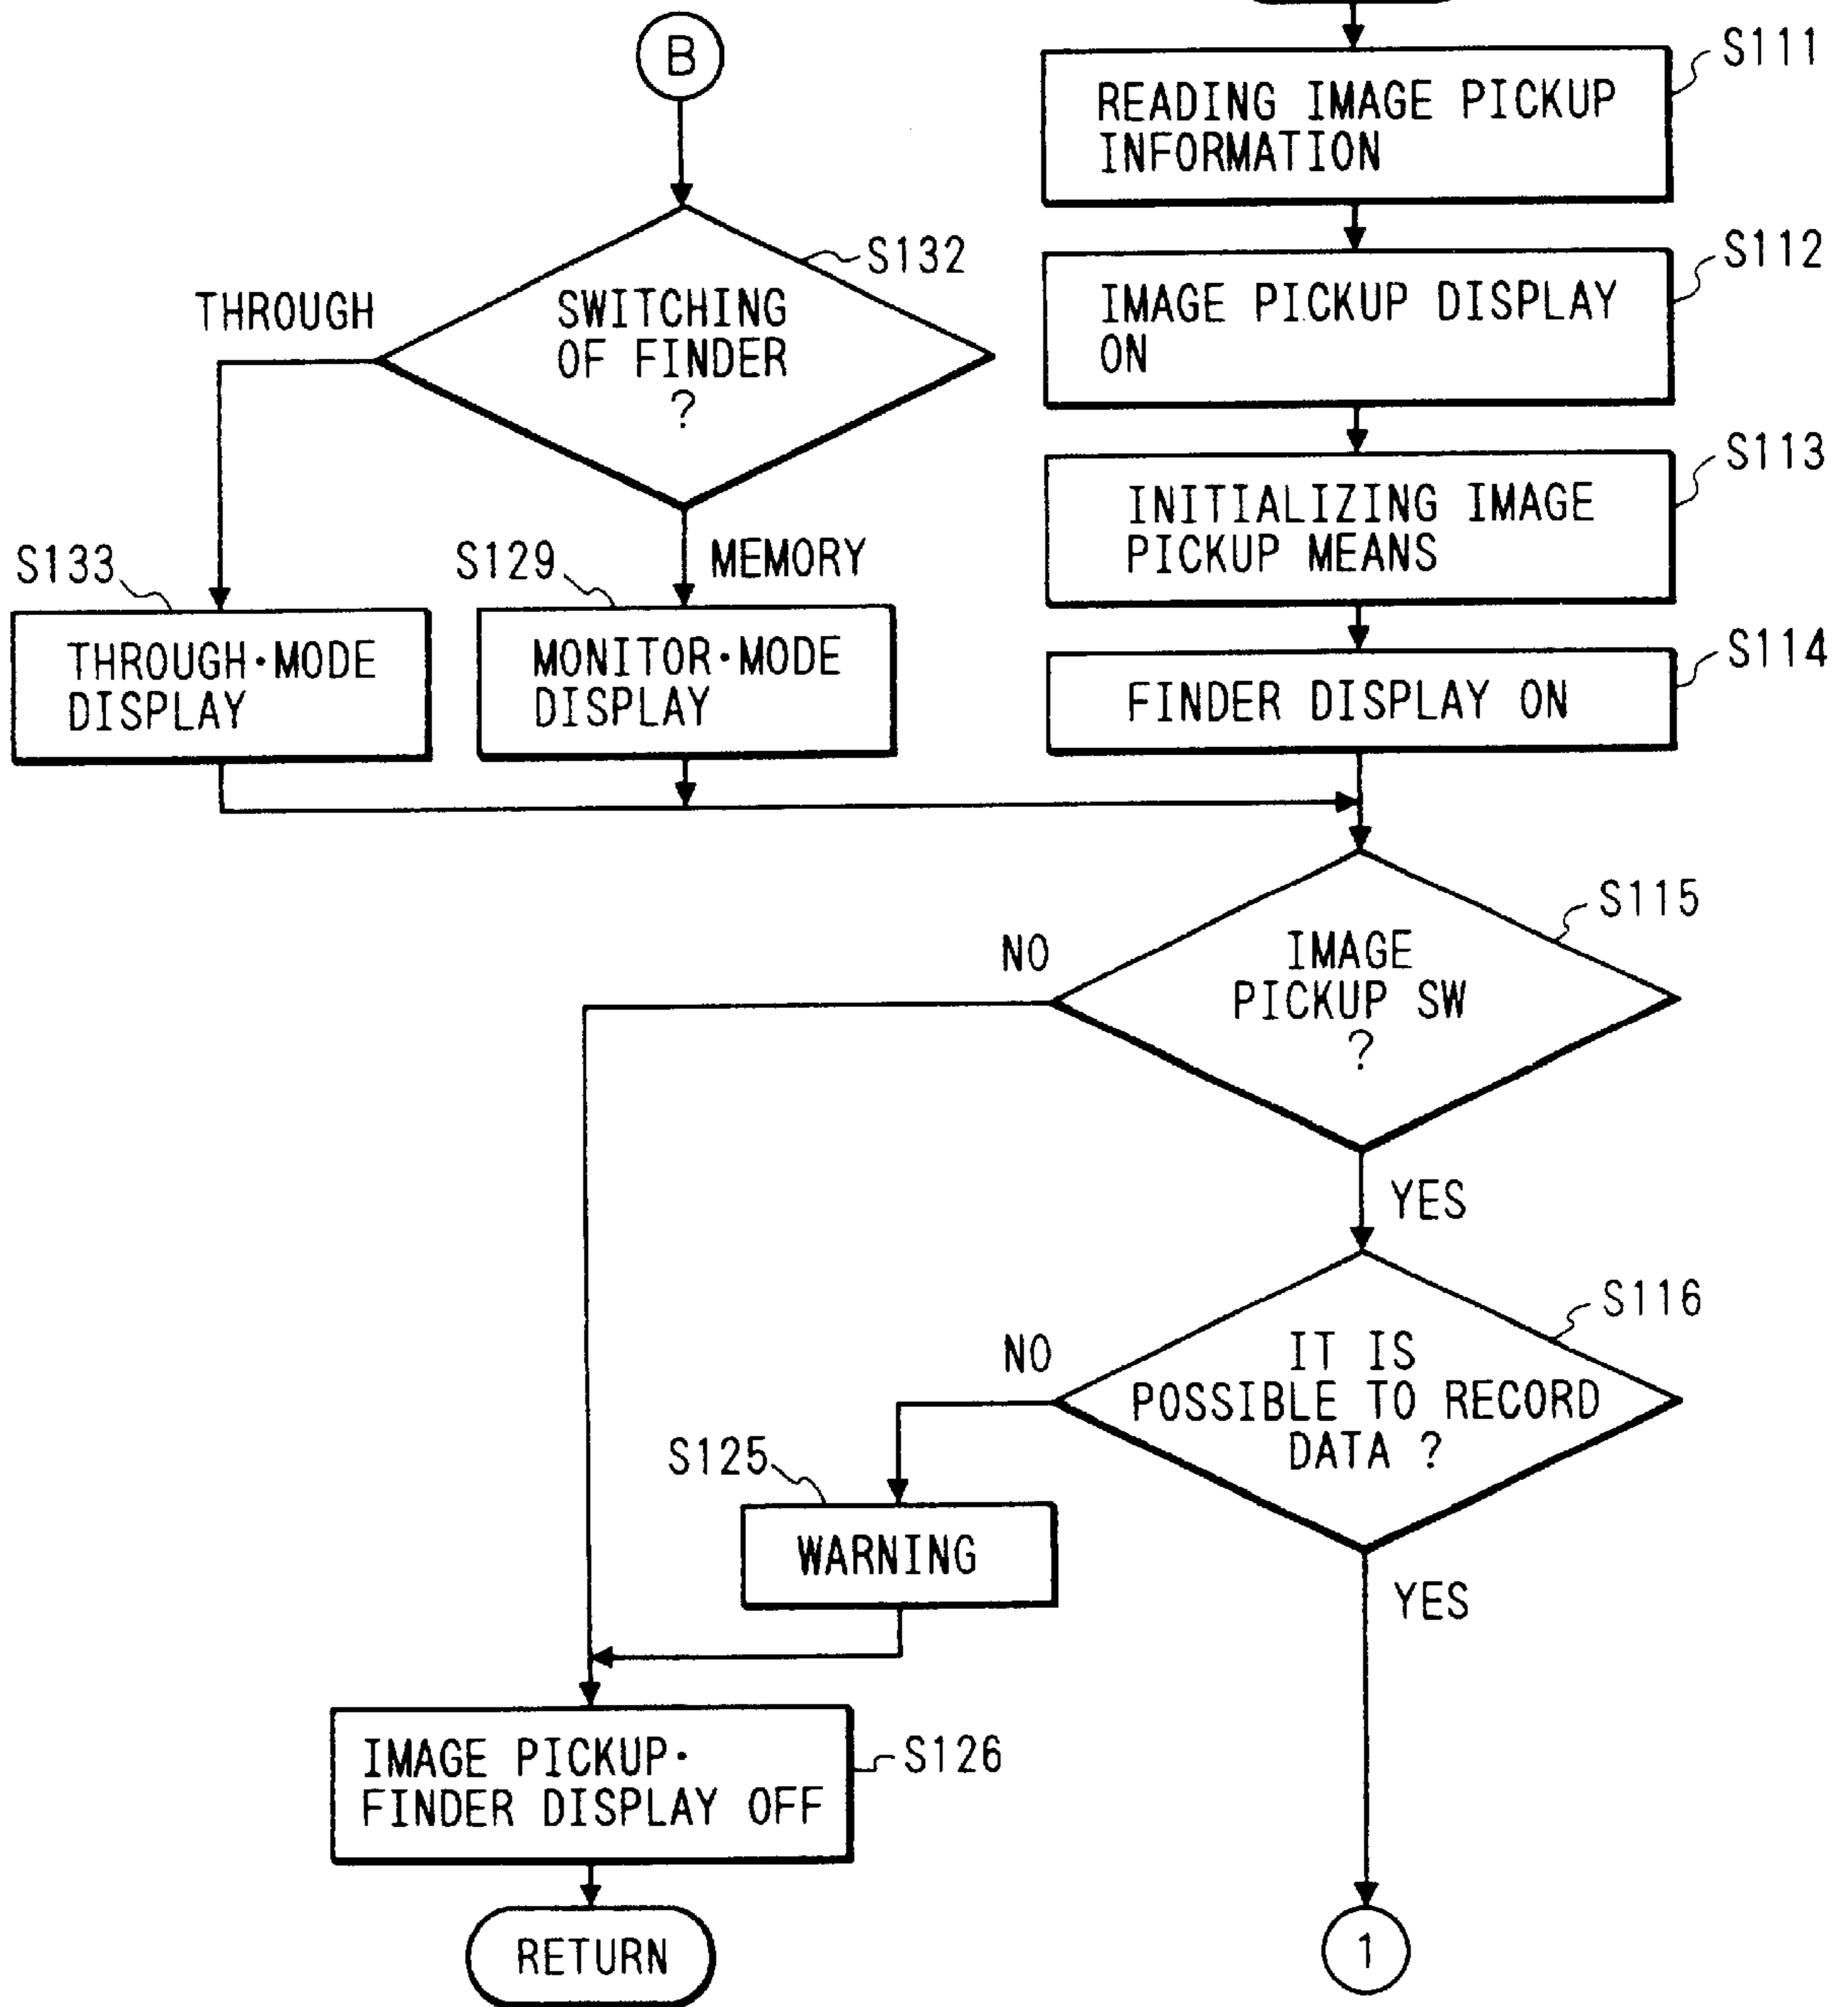 B
S132
THROUGH
SWITCHING
OF FINDER
?
S133
S129
MEMORY
THROUGH·MODE
DISPLAY
MONITOR·MODE
DISPLAY
S111
READING IMAGE PICKUP
INFORMATION
S112
IMAGE PICKUP DISPLAY
ON
S113
INITIALIZING IMAGE
PICKUP MEANS
S114
FINDER DISPLAY ON
S115
NO
IMAGE
PICKUP SW
?
YES
S116
NO
IT IS
POSSIBLE TO RECORD
DATA ?
S125
WARNING
YES
IMAGE PICKUP·
FINDER DISPLAY OFF
S126
RETURN
1